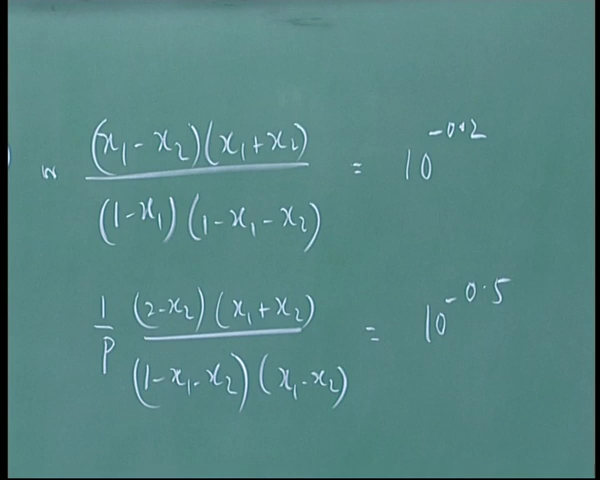 ) or (x₁ - x₂)(x₁ + x₂) / (1 - x₁)(1 - x₁ - x₂) = 10^-0.2
1/P (2 - x₂)(x₁ + x₂) / (1 - x₁ - x₂)(x₁ - x₂) = 10^-0.5